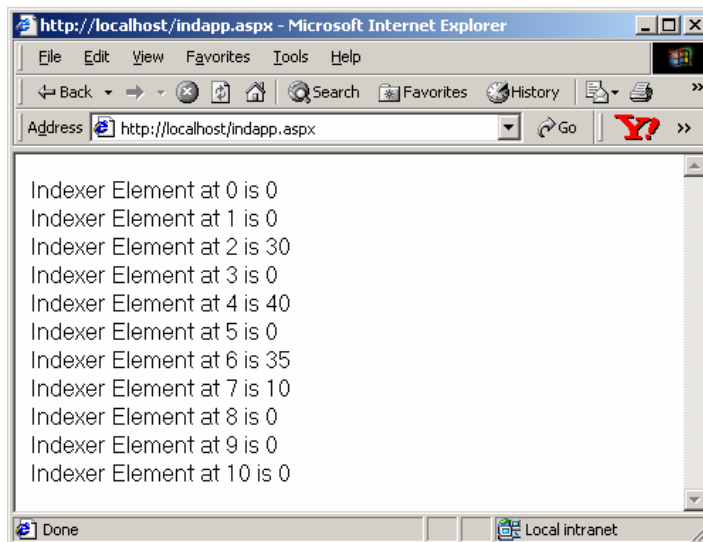 http://localhost/indapp.aspx - Microsoft Internet Explorer
File Edit View Favorites Tools Help
Back Search Favorites History »
Address http://localhost/indapp.aspx Go Y! »
Indexer Element at 0 is 0
Indexer Element at 1 is 0
Indexer Element at 2 is 30
Indexer Element at 3 is 0
Indexer Element at 4 is 40
Indexer Element at 5 is 0
Indexer Element at 6 is 35
Indexer Element at 7 is 10
Indexer Element at 8 is 0
Indexer Element at 9 is 0
Indexer Element at 10 is 0
Done Local intranet